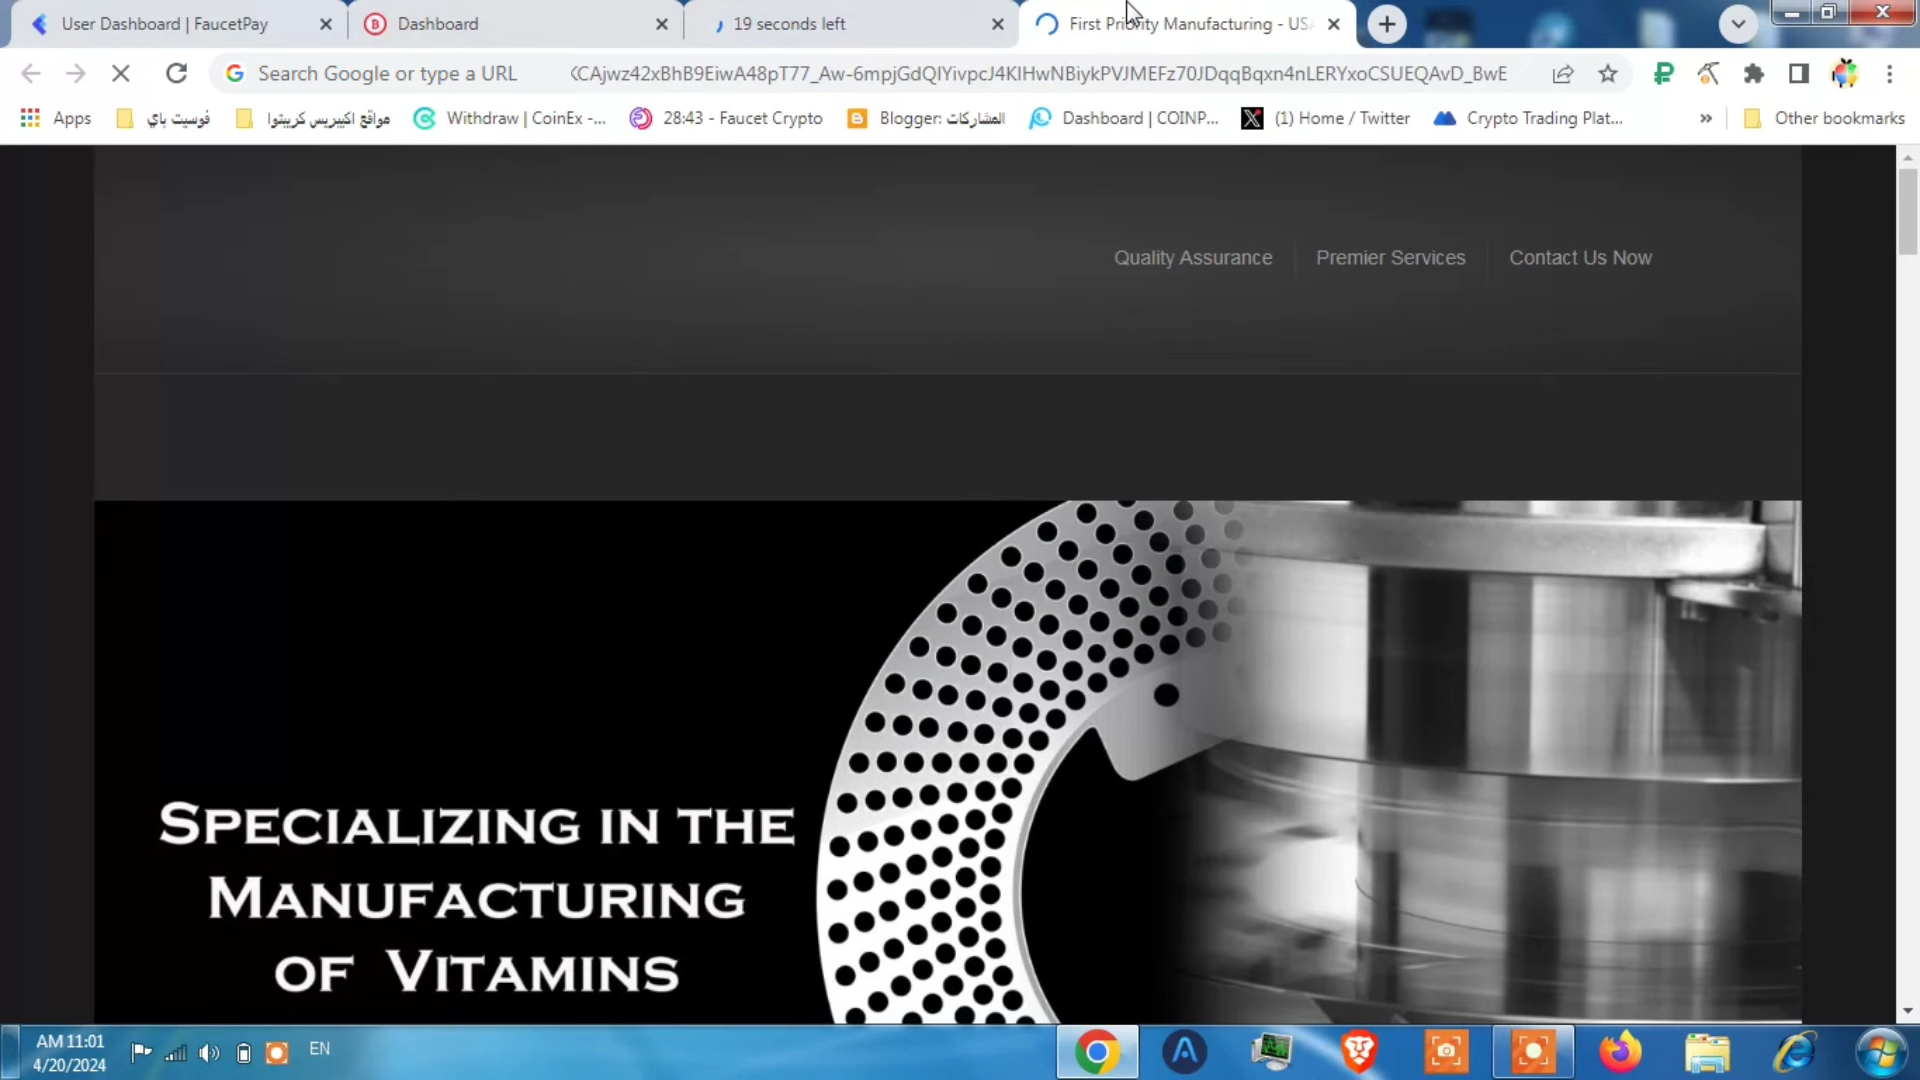 User Dashboard | FaucetPay
Dashboard
19 seconds left
First Priority Manufacturing - USA
Search Google or type a URL
CAjwz42xBhB9EiwA48pT77_Aw-6mpjGdQIYivpcJ4KIHwNBiykPVJMEFz70JDqqBqxn4nLERYxoCSUEQAvD_BwE
Apps
فوسيت باي
مواقع اكبيريس كريبتوا
Withdraw | CoinEx -...
28:43 - Faucet Crypto
Blogger: المشاركات
Dashboard | COINP...
(1) Home / Twitter
Crypto Trading Plat...
»
Other bookmarks
Quality Assurance
Premier Services
Contact Us Now
SPECIALIZING IN THE
MANUFACTURING
OF VITAMINS
AM 11:01
4/20/2024
EN